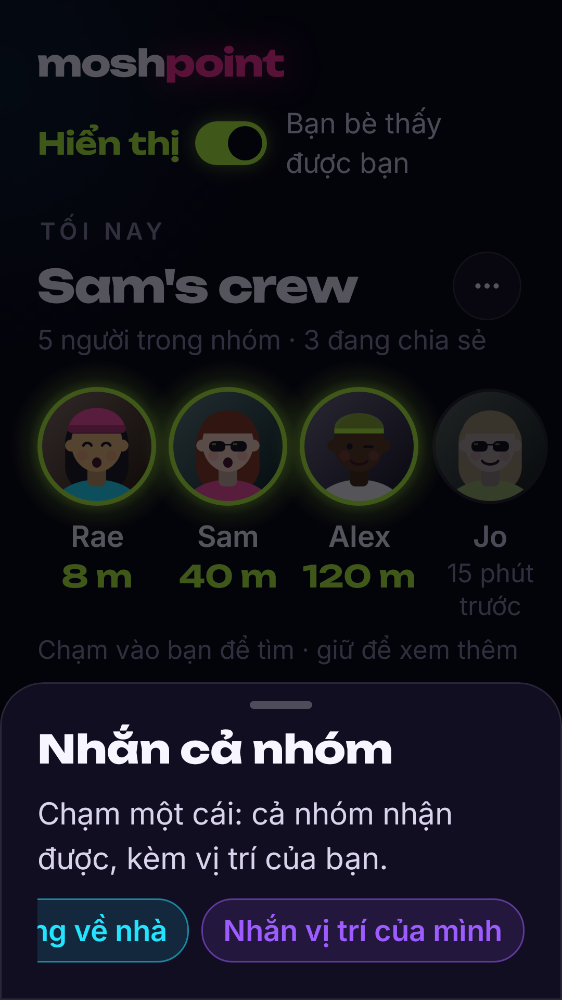 moshpoint
Hiển thị
Bạn bè thấy
được bạn
TỐI NAY
Sam's crew
5 người trong nhóm · 3 đang chia sẻ
Rae
8 m
Sam
40 m
Alex
120 m
Jo
15 phút
trước
Chạm vào bạn để tìm · giữ để xem thêm
Nhắn cả nhóm
Chạm một cái: cả nhóm nhận
được, kèm vị trí của bạn.
về nhà
Nhắn vị trí của mình